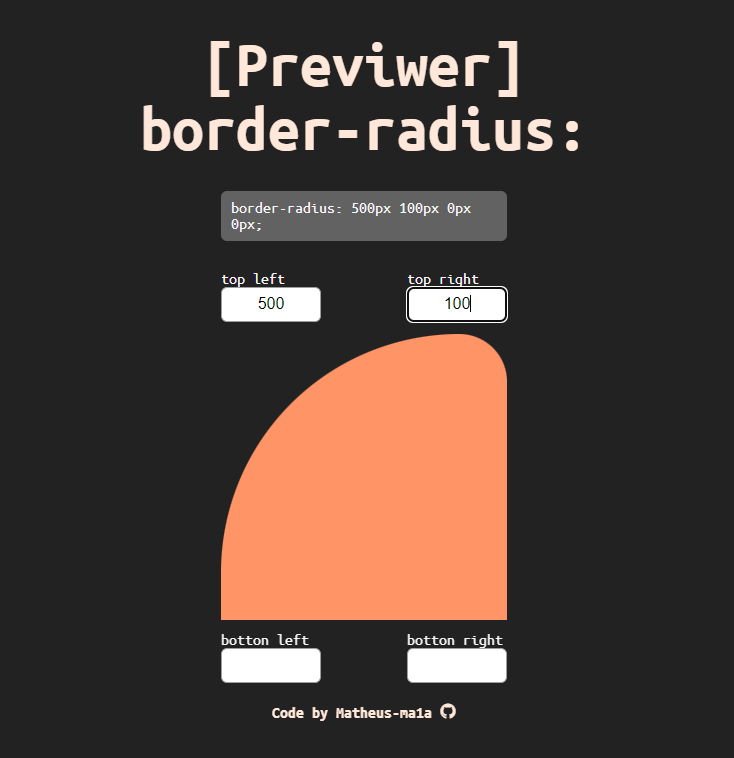 [Previwer]
border-radius:
border-radius: 500px 100px 0px
0px;
top left
top right
500
100
botton left
botton right
Code by Matheus-ma1a